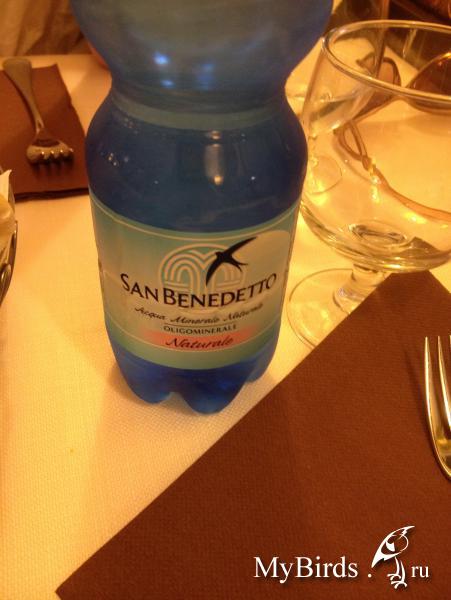 SAN BENEDETTO
Acqua Minerale Naturale
OLIGOMINERALE
Naturale
MyBirds.ru